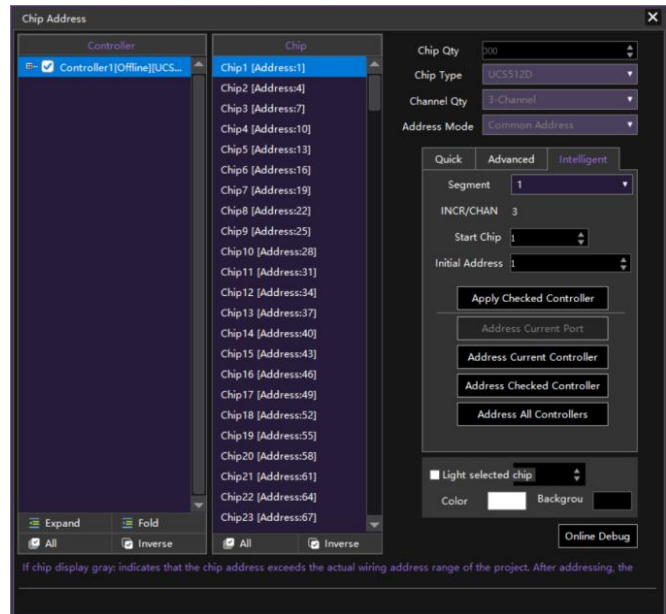 Chip Address
Controller
Controller1[Offline][UCS...
Expand
Fold
All
Inverse
Chip
Chip1 [Address:1]
Chip2 [Address:4]
Chip3 [Address:7]
Chip4 [Address:10]
Chip5 [Address:13]
Chip6 [Address:16]
Chip7 [Address:19]
Chip8 [Address:22]
Chip9 [Address:25]
Chip10 [Address:28]
Chip11 [Address:31]
Chip12 [Address:34]
Chip13 [Address:37]
Chip14 [Address:40]
Chip15 [Address:43]
Chip16 [Address:46]
Chip17 [Address:49]
Chip18 [Address:52]
Chip19 [Address:55]
Chip20 [Address:58]
Chip21 [Address:61]
Chip22 [Address:64]
Chip23 [Address:67]
All
Inverse
Chip Qty
Chip Type UCS512D
Channel Qty 3-Channel
Address Mode Common Address
Quick Advanced Intelligent
Segment 1
INCR/CHAN 3
Start Chip 1
Initial Address 1
Apply Checked Controller
Address Current Port
Address Current Controller
Address Checked Controller
Address All Controllers
Light selected chip
Color Backgrou
Online Debug
If chip display gray: indicates that the chip address exceeds the actual wiring address range of the project. After addressing, the